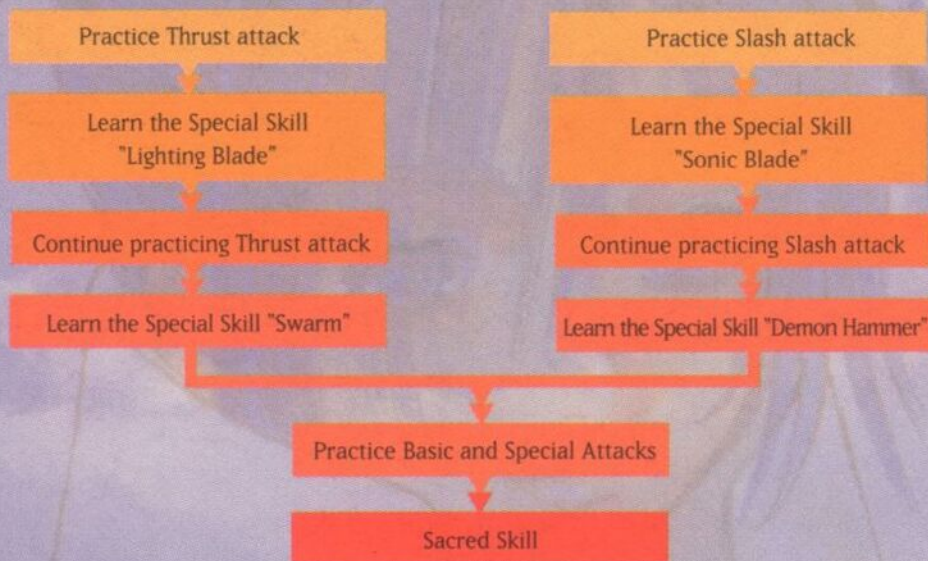 Practice Thrust attack
Learn the Special Skill
"Lighting Blade"
Continue practicing Thrust attack
Learn the Special Skill "Swarm"
Practice Slash attack
Learn the Special Skill
"Sonic Blade"
Continue practicing Slash attack
Learn the Special Skill "Demon Hammer"
Practice Basic and Special Attacks
Sacred Skill